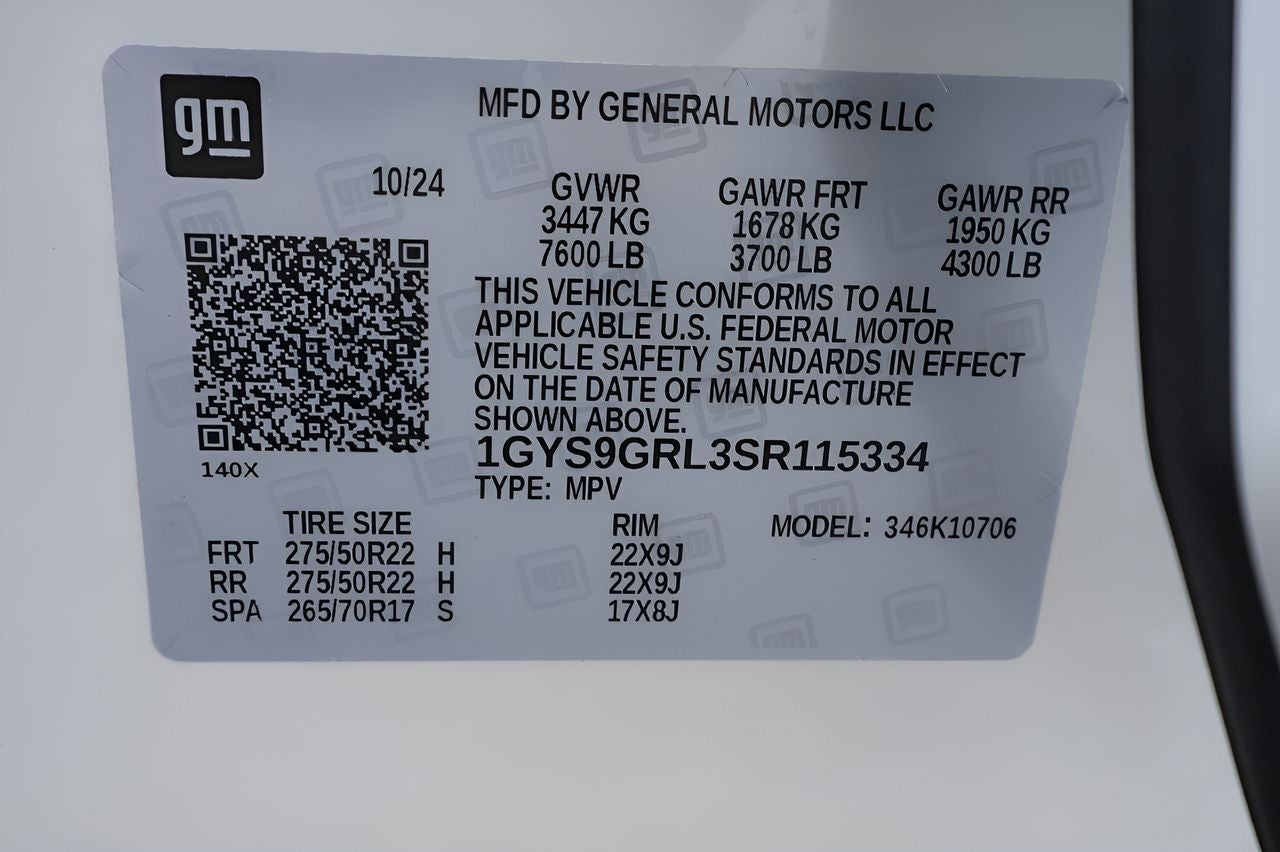 gm
MFD BY GENERAL MOTORS LLC
10/24
GVWR GAWR FRT GAWR RR
3447 KG 1678 KG 1950 KG
7600 LB 3700 LB 4300 LB
THIS VEHICLE CONFORMS TO ALL
APPLICABLE U.S. FEDERAL MOTOR
VEHICLE SAFETY STANDARDS IN EFFECT
ON THE DATE OF MANUFACTURE
SHOWN ABOVE.
1GYS9GRL3SR115334
140X
TYPE: MPV
TIRE SIZE RIM MODEL: 346K10706
FRT 275/50R22 H 22X9J
RR 275/50R22 H 22X9J
SPA 265/70R17 S 17X8J